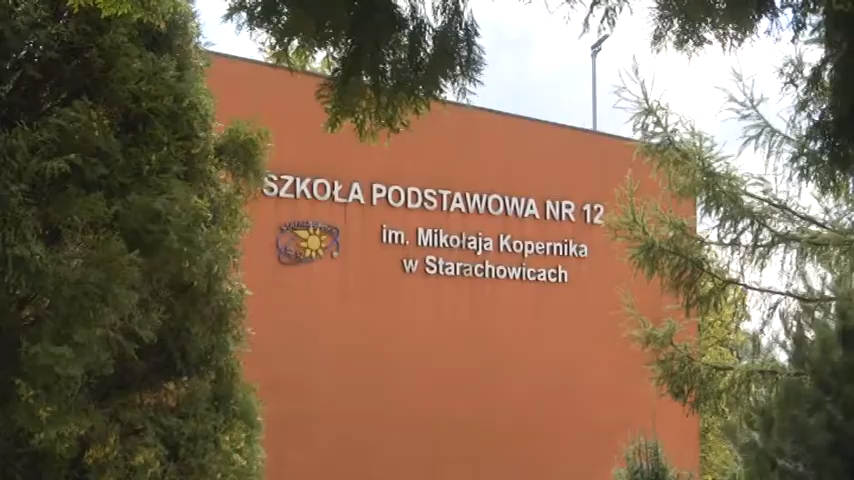 SZKOŁA PODSTAWOWA NR 12
im. Mikołaja Kopernika
w Starachowicach